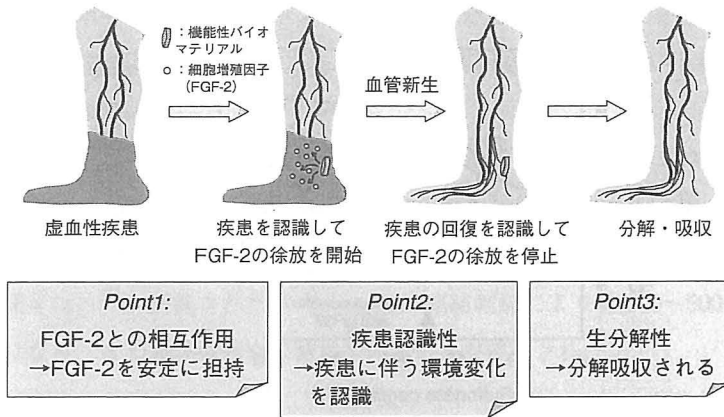 ：機能性バイオ
マテリアル
：細胞増殖因子
(FGF-2)
血管新生
虚血性疾患
疾患を認識して
FGF-2の徐放を開始
疾患の回復を認識して
FGF-2の徐放を停止
分解・吸収
Point1:
FGF-2との相互作用
→FGF-2を安定に担持
Point2:
疾患認識性
→疾患に伴う環境変化
を認識
Point3:
生分解性
→分解吸収される